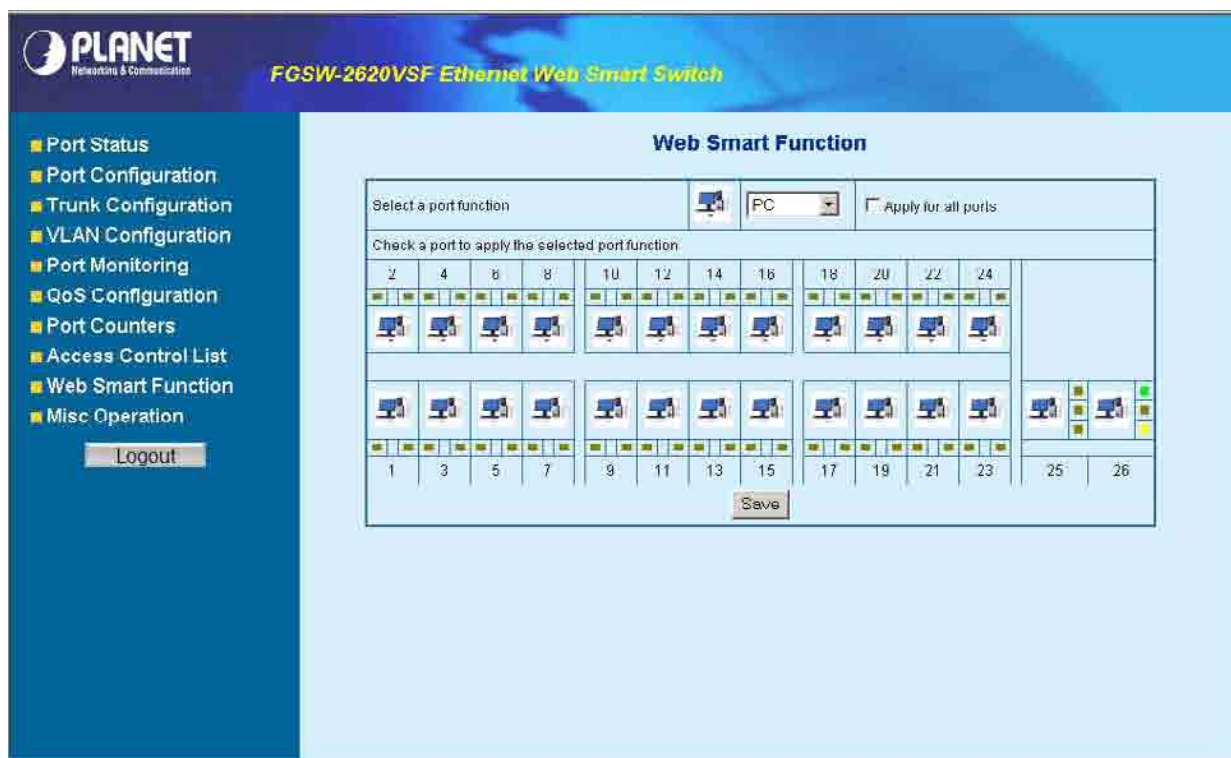 PLANET
Networking & Communication
FGSW-2620VSF Ethernet Web Smart Switch
Port Status
Port Configuration
Trunk Configuration
VLAN Configuration
Port Monitoring
QoS Configuration
Port Counters
Access Control List
Web Smart Function
Misc Operation
Logout
Web Smart Function
Select a port function PC Apply for all ports
Check a port to apply the selected port function
2 4 6 8 10 12 14 16 18 20 22 24
1 3 5 7 9 11 13 15 17 19 21 23 25 26
Save